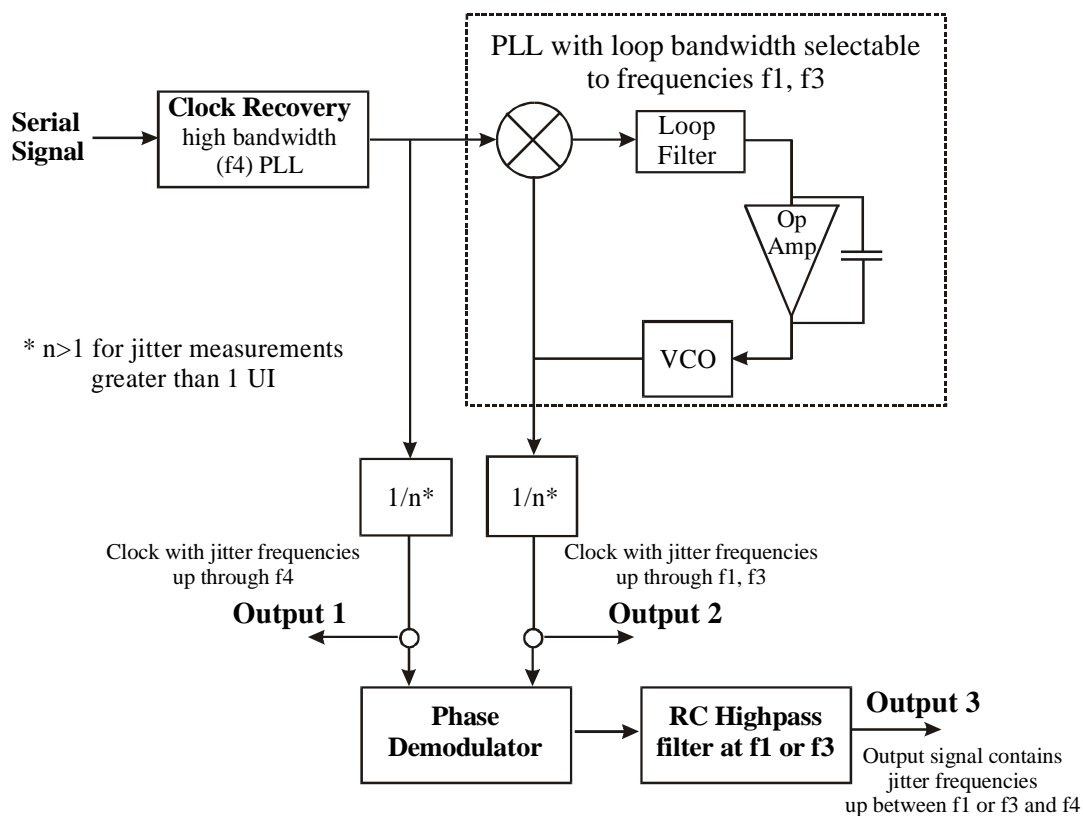 PLL with loop bandwidth selectable
to frequencies f1, f3
Serial
Signal
Clock Recovery
high bandwidth
(f4) PLL
Loop
Filter
Op
Amp
VCO
* n>1 for jitter measurements
greater than 1 UI
1/n*
1/n*
Clock with jitter frequencies
up through f4
Clock with jitter frequencies
up through f1, f3
Output 1
Output 2
Phase
Demodulator
RC Highpass
filter at f1 or f3
Output 3
Output signal contains
jitter frequencies
up between f1 or f3 and f4